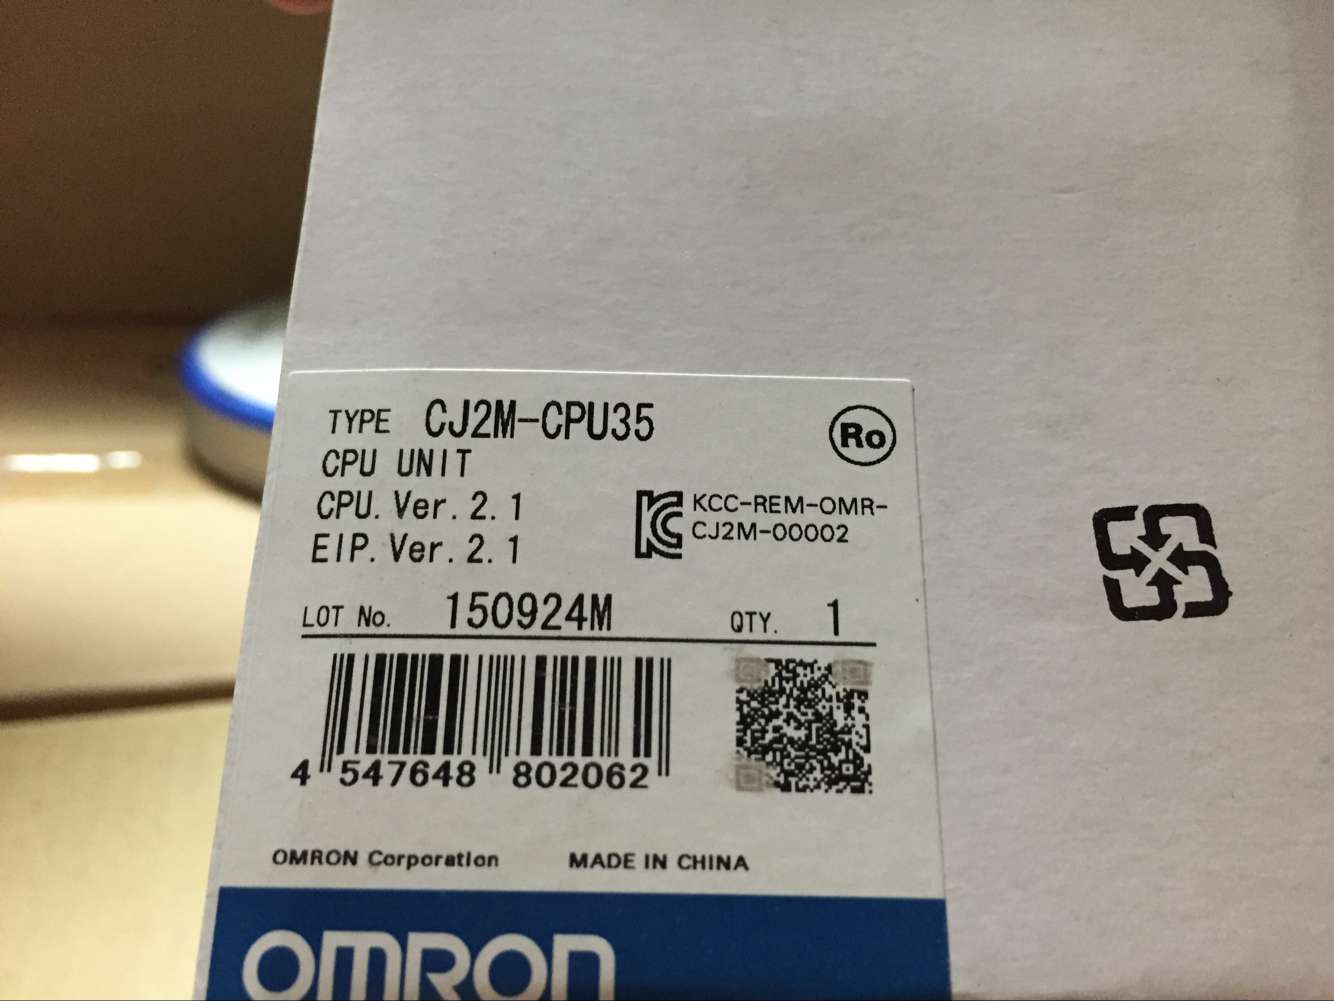 TYPE CJ2M-CPU35
Ro
CPU UNIT
CPU. Ver. 2. 1
EIP. Ver. 2. 1
KCC-REM-OMR-
CJ2M-00002
LOT No. 150924M QTY. 1
4 547648 802062
OMRON Corporation MADE IN CHINA
OMRON